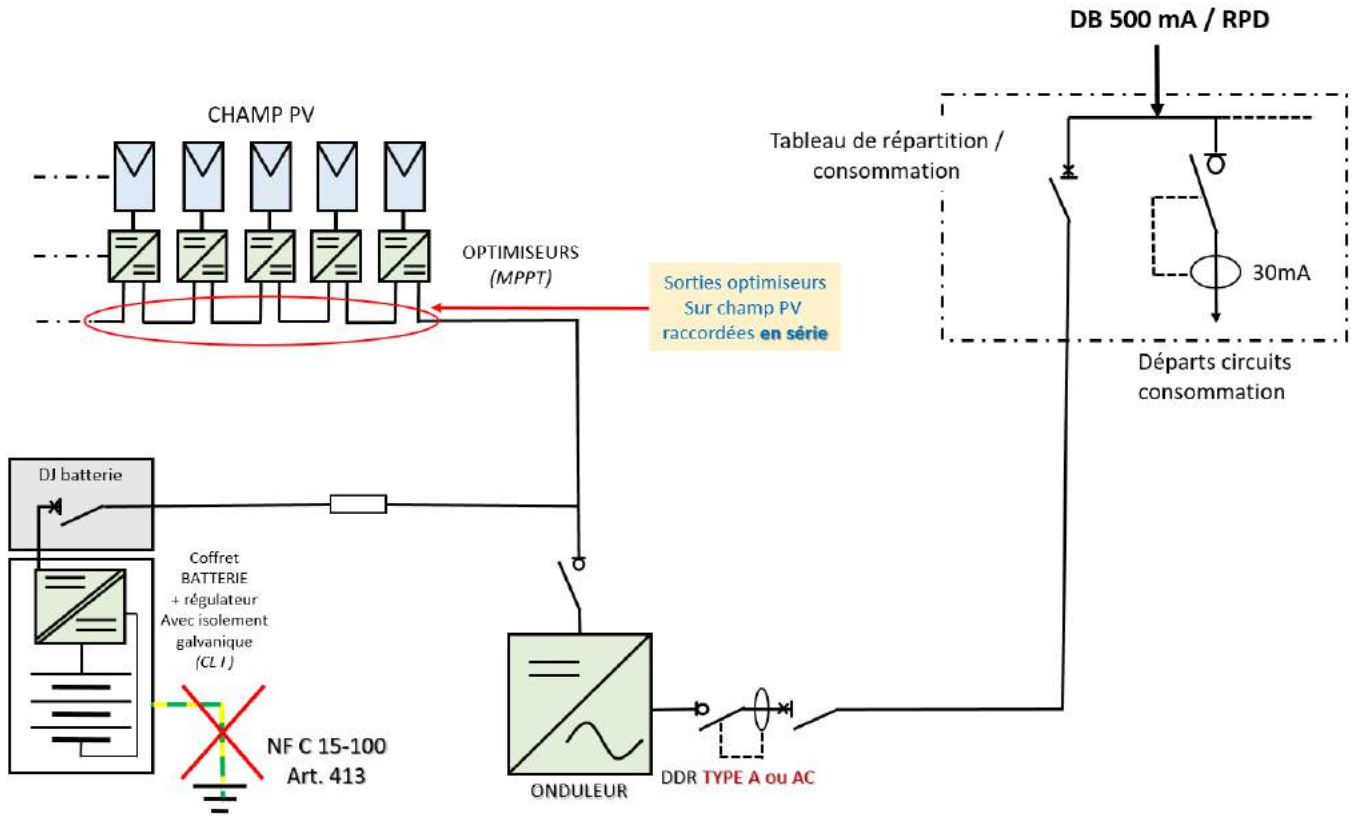 DB 500 mA / RPD
CHAMP PV
Tableau de répartition /
consommation
OPTIMISEURS
(MPPT)
Sorties optimiseurs
Sur champ PV
raccordées en série
30mA
Départs circuits
consommation
DJ batterie
Coffret
BATTERIE
+ régulateur
Avec isolement
galvanique
(CL I )
NF C 15-100
Art. 413
ONDULEUR
DDR TYPE A ou AC